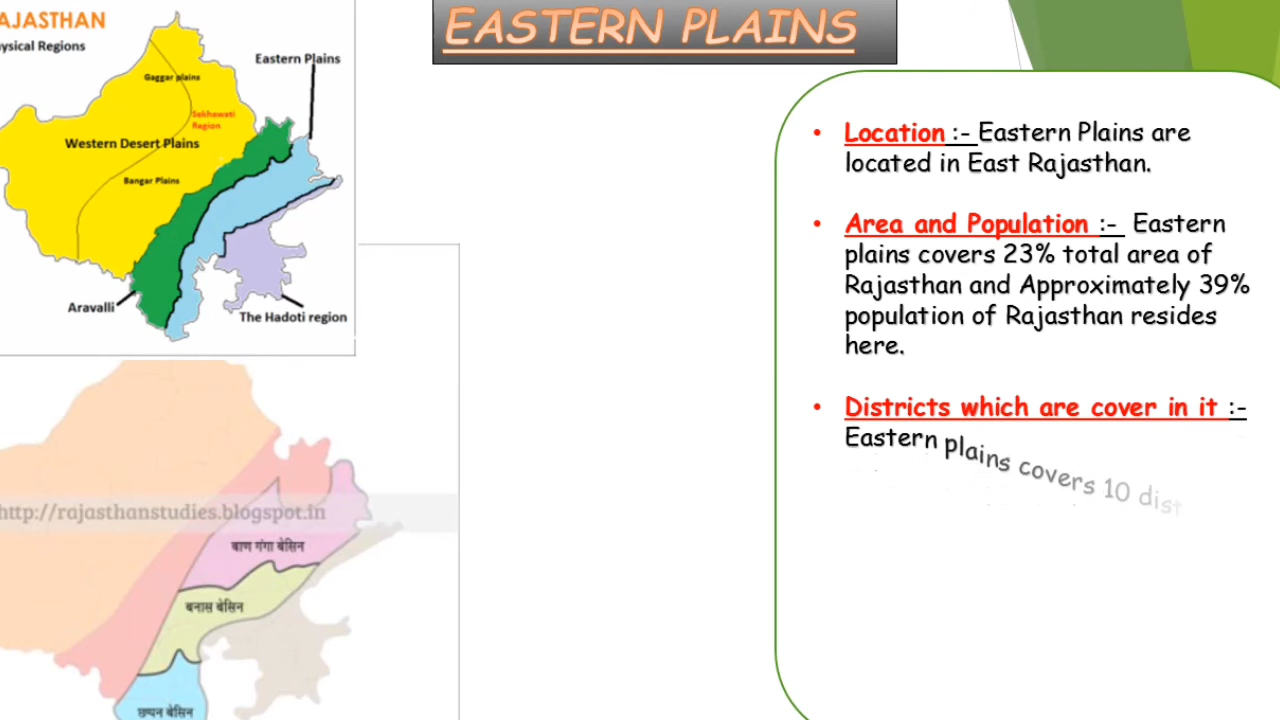 EASTERN PLAINS
AJASTHAN
hysical Regions
Eastern Plains
Gaggar plains
Sekhawati
Region
Western Desert Plains
Bangar Plains
Aravalli
The Hadoti region
http://rajasthanstudies.blogspot.in
बाण गंगा बेसिन
बनास बेसिन
छप्पन बेसिन
• Location :- Eastern Plains are
located in East Rajasthan.
• Area and Population :- Eastern
plains covers 23% total area of
Rajasthan and Approximately 39%
population of Rajasthan resides
here.
• Districts which are cover in it :-
Eastern plains covers 10 dist